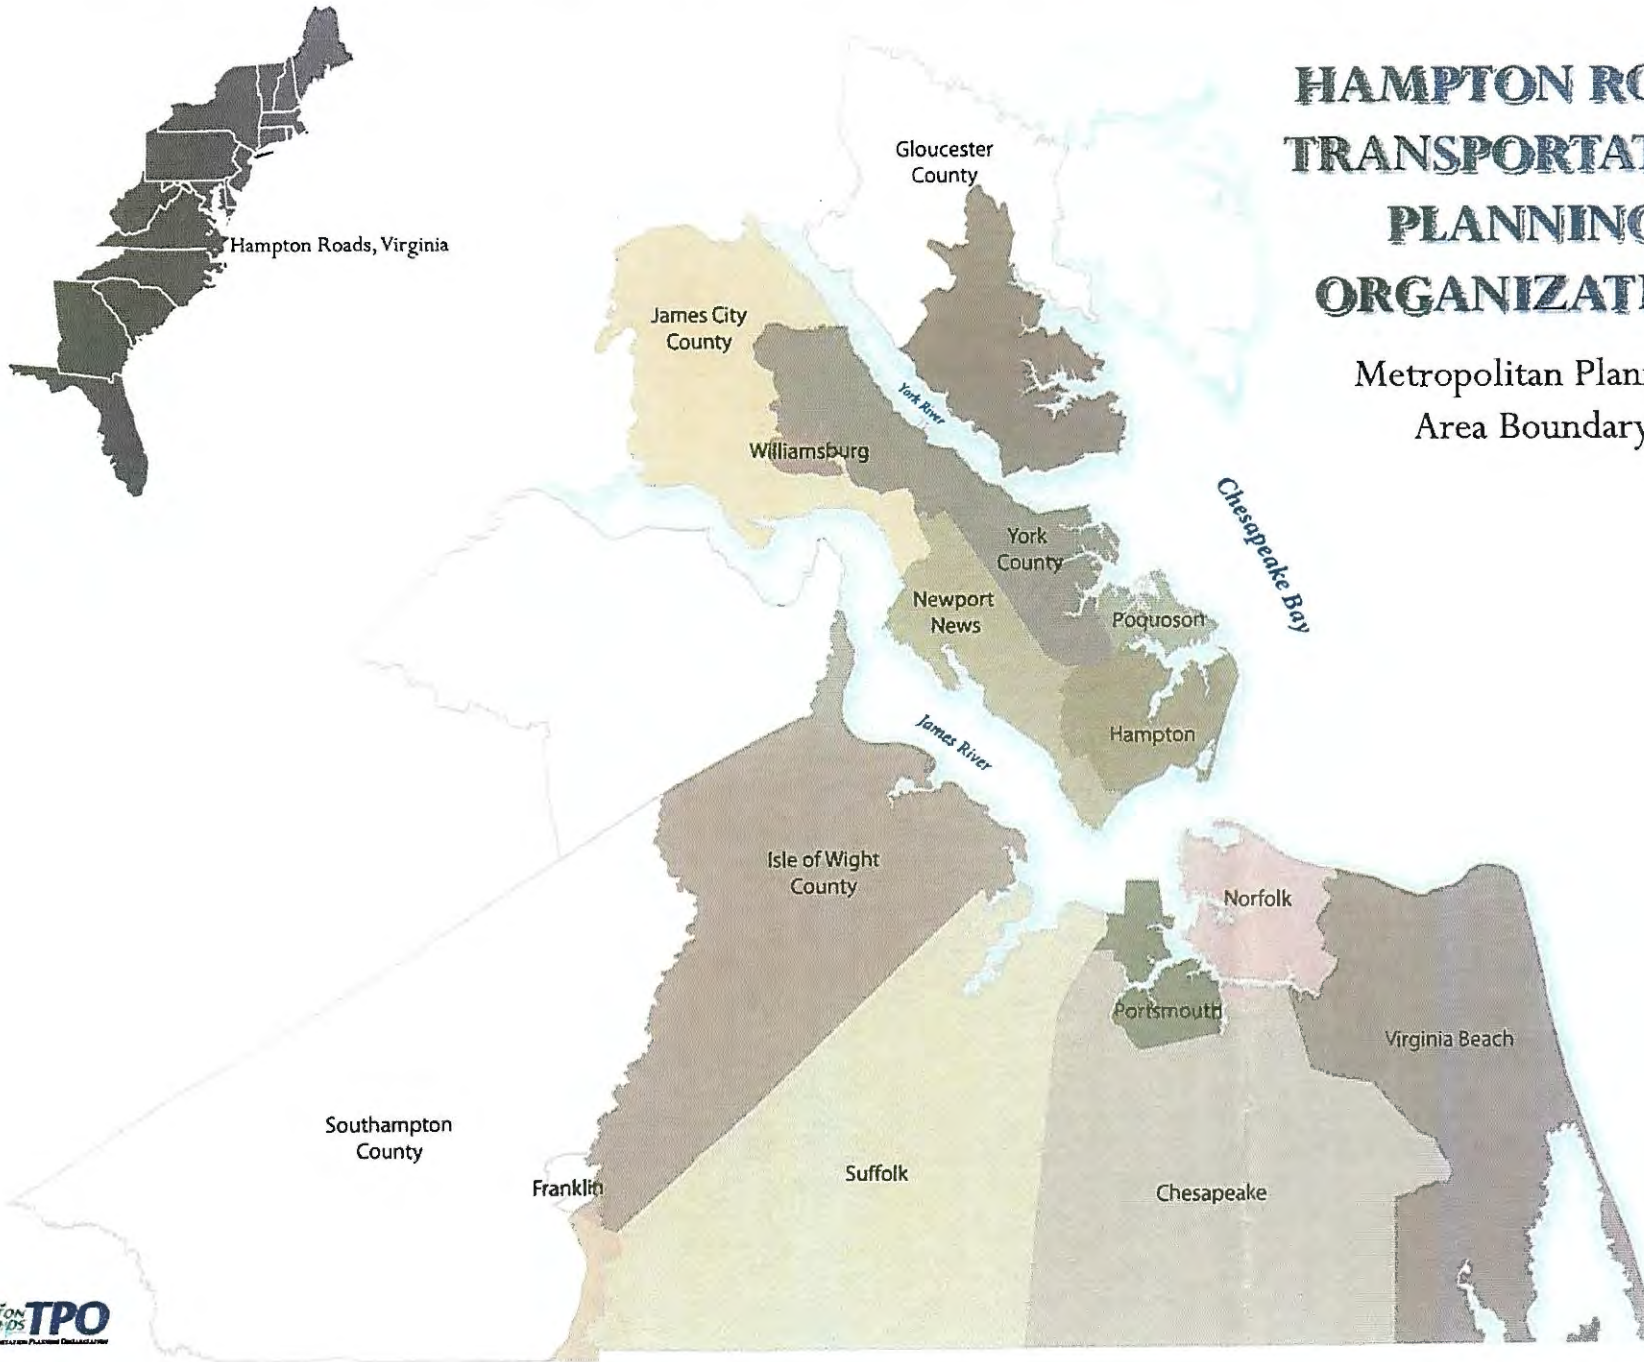 HAMPTON RO
TRANSPORTAT
PLANNING
ORGANIZATI
Metropolitan Plan
Area Boundary
Hampton Roads, Virginia
Gloucester
County
James City
County
York River
Williamsburg
Chesapeake Bay
York
County
Newport
News
Poquoson
James River
Hampton
Isle of Wight
County
Norfolk
Portsmouth
Virginia Beach
Southampton
County
Franklin
Suffolk
Chesapeake
TPO